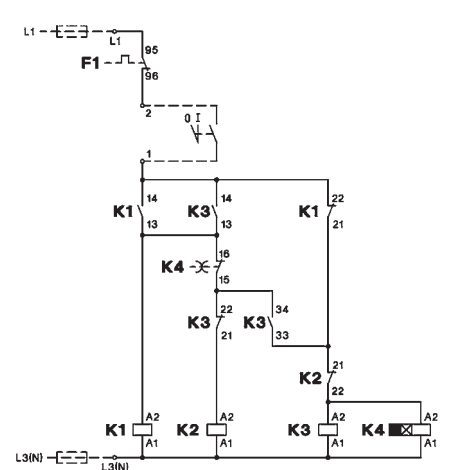 L1
L1
95
F1
96
2
0 I
1
14 14 22
K1 K3 K1
13 13 21
16
K4
15
22 34
K3 K3
21 33
21
K2
22
A2 A2 A2 A2
K1 K2 K3 K4
A1 A1 A1 A1
L3(N)
L3(N)